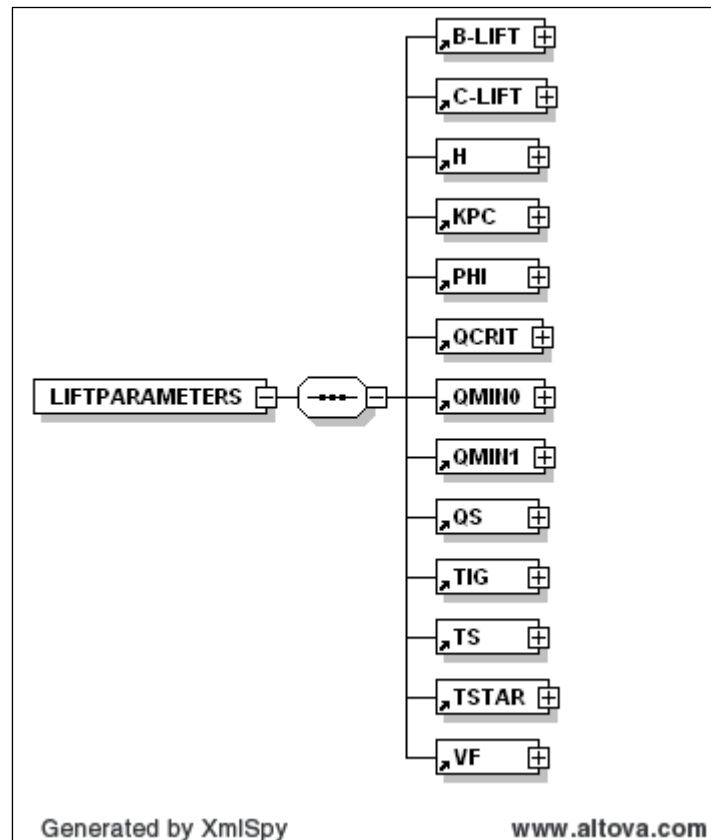 B-LIFT
C-LIFT
H
KPC
PHI
QCRIT
LIFTPARAMETERS
QMIN0
QMIN1
QS
TIG
TS
TSTAR
VF
Generated by XmlSpy
www.altova.com